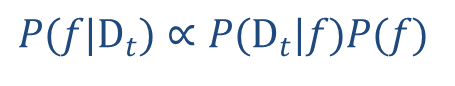 P(f|D_t) ∝ P(D_t|f)P(f)